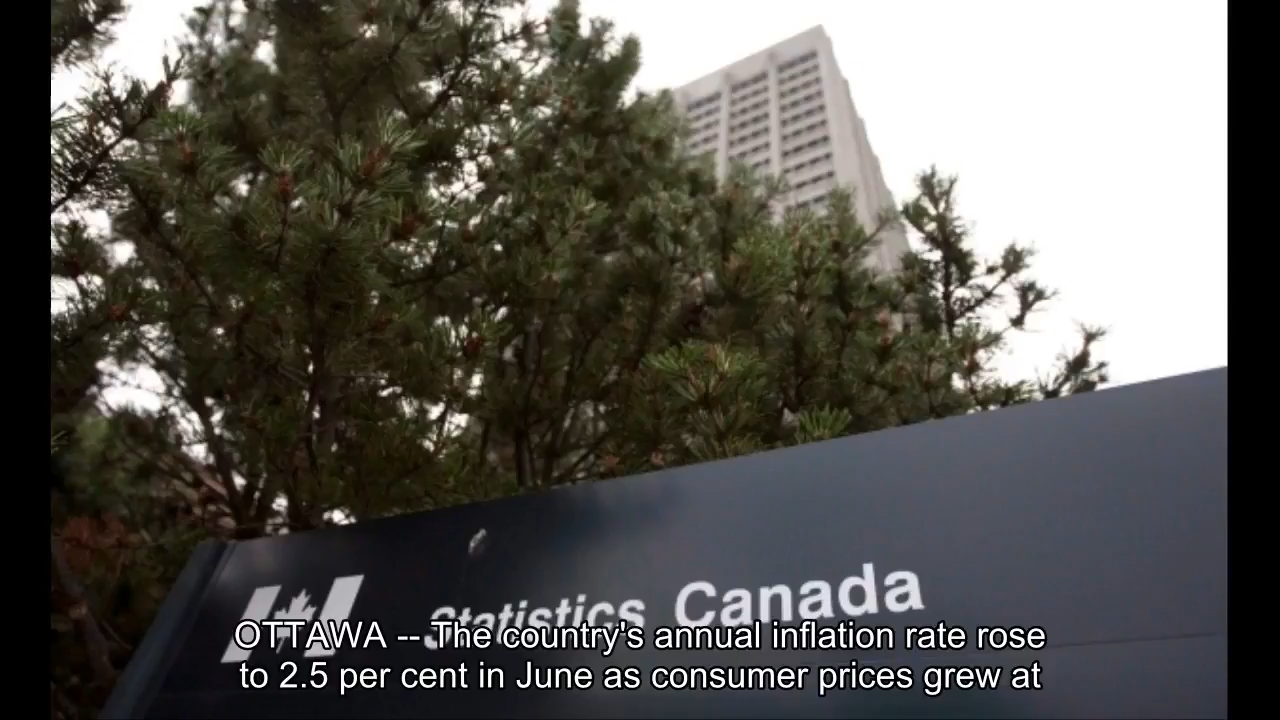 Statistics Canada
OTTAWA -- The country's annual inflation rate rose
to 2.5 per cent in June as consumer prices grew at